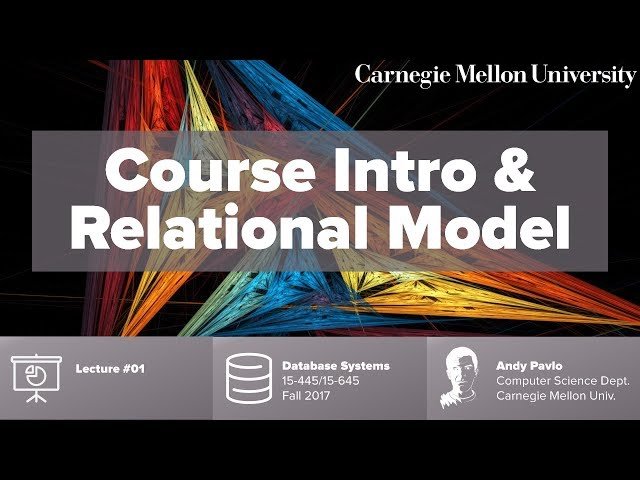 Carnegie Mellon University
Course Intro &
Relational Model
Lecture #01
Database Systems
15-445/15-645
Fall 2017
Andy Pavlo
Computer Science Dept.
Carnegie Mellon Univ.